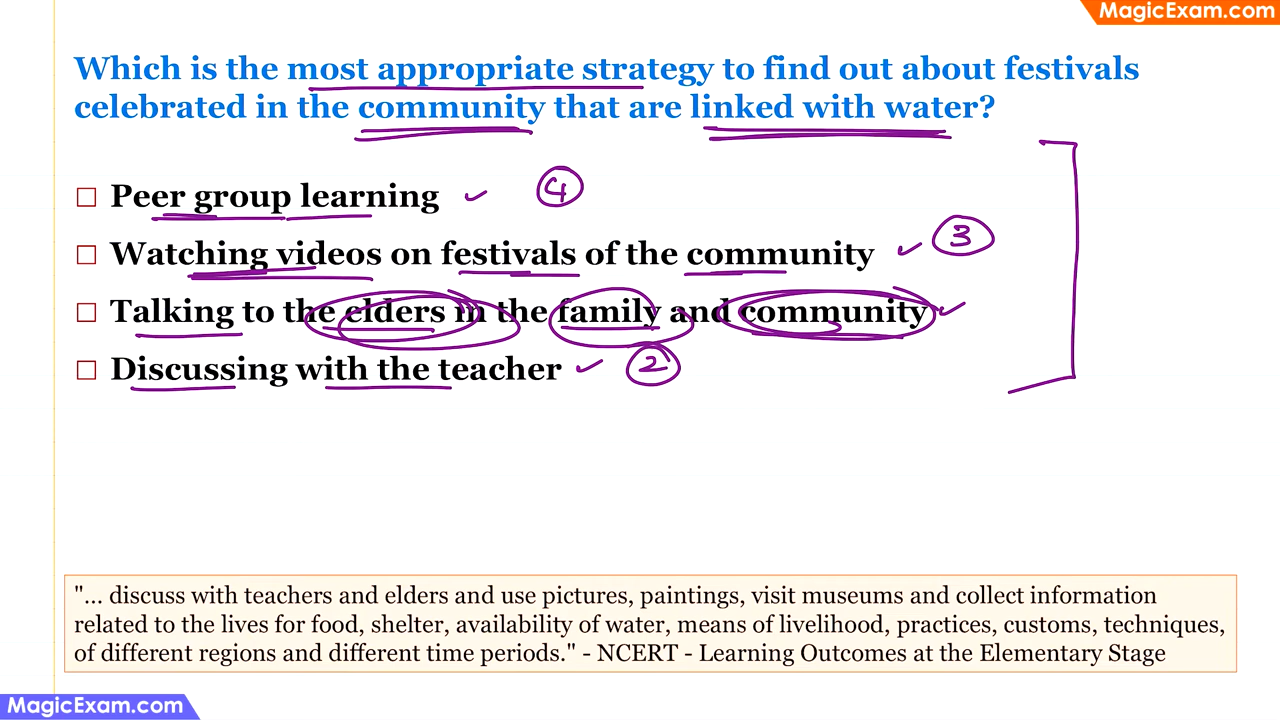 MagicExam.com
Which is the most appropriate strategy to find out about festivals
celebrated in the community that are linked with water?
Peer group learning 4
Watching videos on festivals of the community 3
Talking to the elders in the family and community
Discussing with the teacher 2
"... discuss with teachers and elders and use pictures, paintings, visit museums and collect information
related to the lives for food, shelter, availability of water, means of livelihood, practices, customs, techniques,
of different regions and different time periods." - NCERT - Learning Outcomes at the Elementary Stage
MagicExam.com